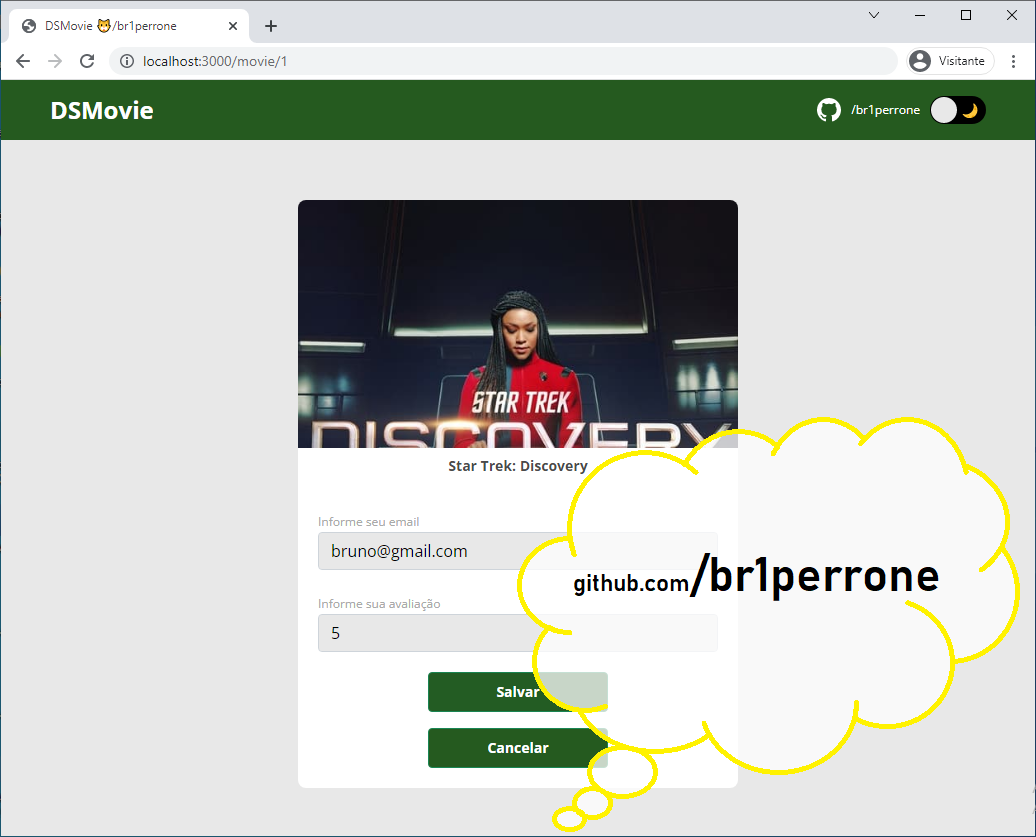 DSMovie 🐯/br1perrone
localhost:3000/movie/1
Visitante
DSMovie
/br1perrone
STAR TREK
DISCOVERY
Star Trek: Discovery
Informe seu email
bruno@gmail.com
github.com/br1perrone
Informe sua avaliação
5
Salvar
Cancelar